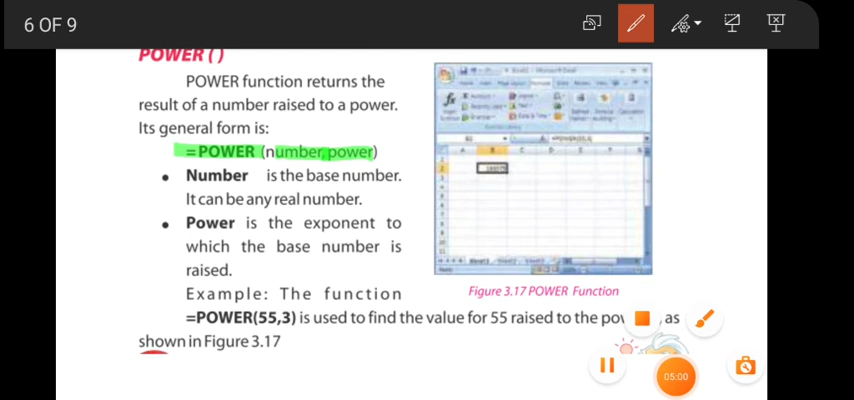 6 OF 9
POWER ( )
POWER function returns the
result of a number raised to a power.
Its general form is:
=POWER (number,power)
• Number is the base number.
It can be any real number.
• Power is the exponent to
which the base number is
raised.
Example: The function
=POWER(55,3) is used to find the value for 55 raised to the as
shown in Figure 3.17
Figure 3.17 POWER Function
05:00